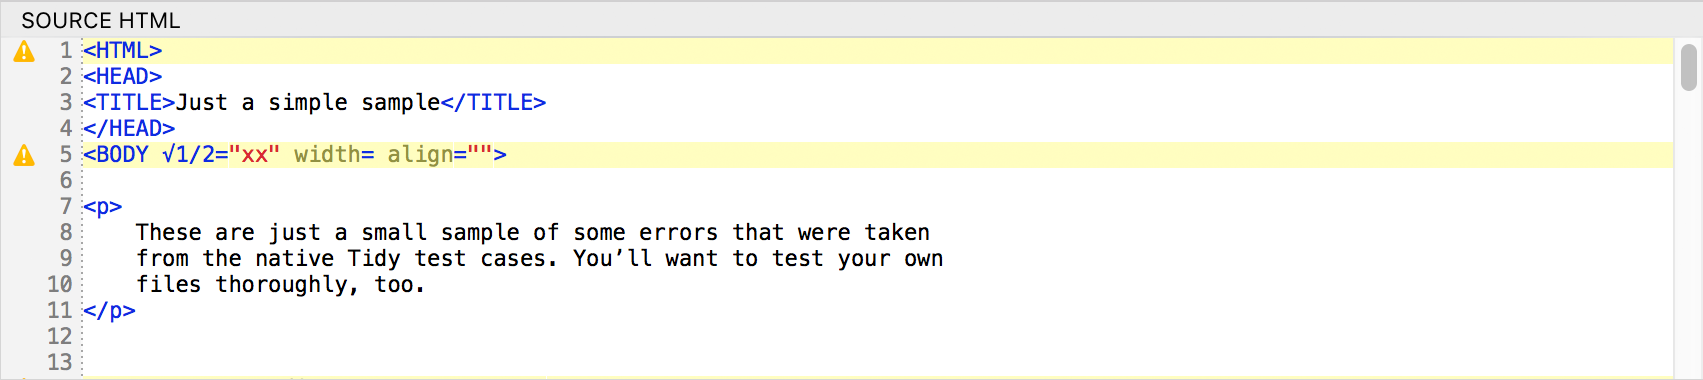 SOURCE HTML
1 <HTML>
2 <HEAD>
3 <TITLE>Just a simple sample</TITLE>
4 </HEAD>
5 <BODY √1/2="xx" width= align="">
6
7 <p>
8 These are just a small sample of some errors that were taken
9 from the native Tidy test cases. You’ll want to test your own
10 files thoroughly, too.
11 </p>
12
13